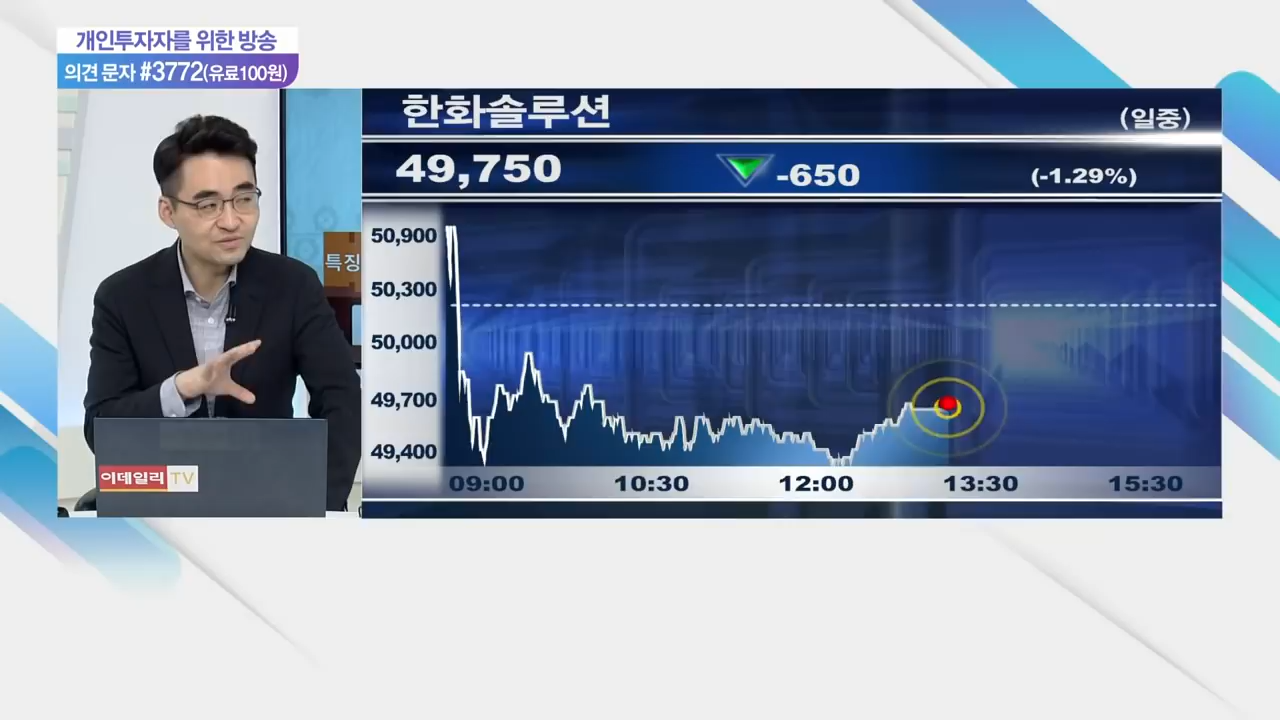 개인투자자를 위한 방송
의견 문자 #3772(유료100원)
한화솔루션
(일중)
49,750
-650
(-1.29%)
특징
50,900
50,300
50,000
49,700
49,400
09:00
10:30
12:00
13:30
15:30
이데일리 TV